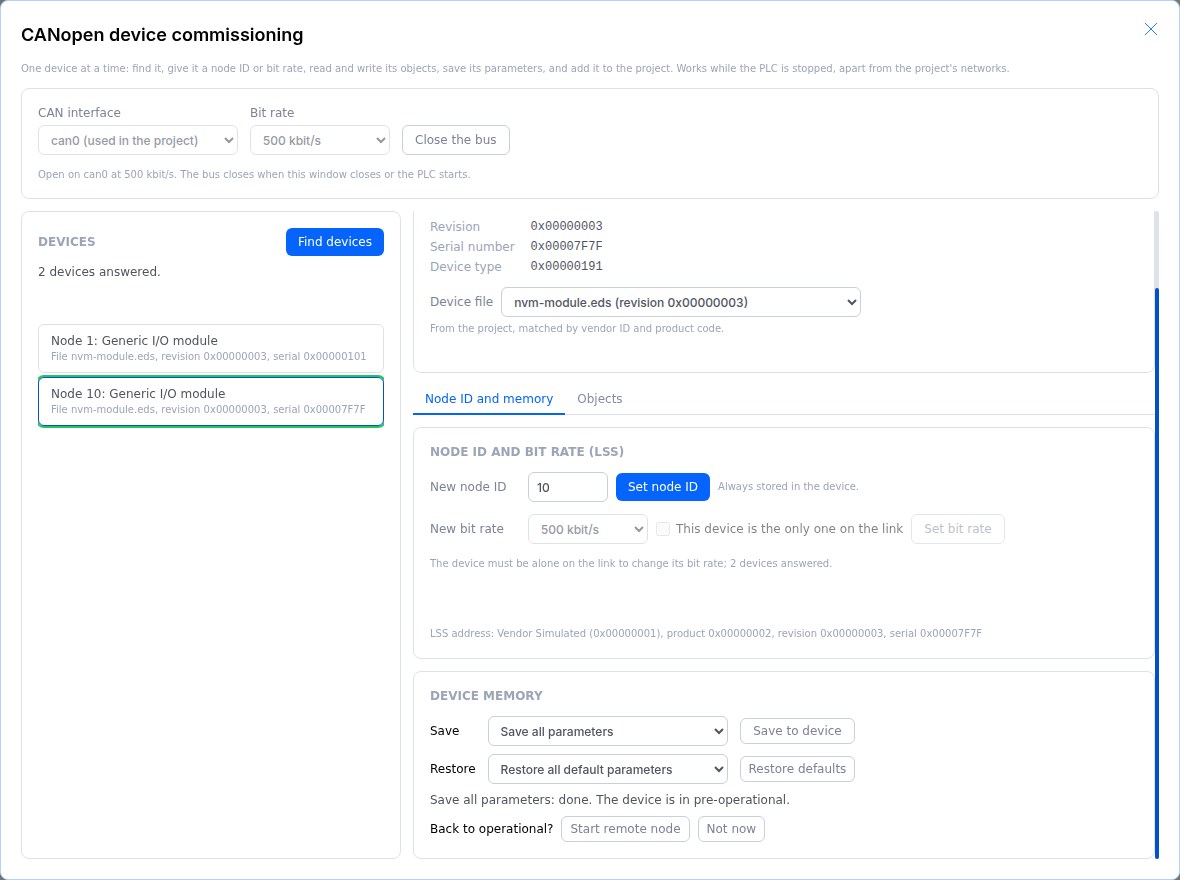 CANopen device commissioning
One device at a time: find it, give it a node ID or bit rate, read and write its objects, save its parameters, and add it to the project. Works while the PLC is stopped, apart from the project's networks.
CAN interface
Bit rate
can0 (used in the project)
500 kbit/s
Close the bus
Open on can0 at 500 kbit/s. The bus closes when this window closes or the PLC starts.
DEVICES
Find devices
2 devices answered.
Node 1: Generic I/O module
File nvm-module.eds, revision 0x00000003, serial 0x00000101
Node 10: Generic I/O module
File nvm-module.eds, revision 0x00000003, serial 0x00007F7F
Revision 0x00000003
Serial number 0x00007F7F
Device type 0x00000191
Device file nvm-module.eds (revision 0x00000003)
From the project, matched by vendor ID and product code.
Node ID and memory
Objects
NODE ID AND BIT RATE (LSS)
New node ID 10 Set node ID Always stored in the device.
New bit rate 500 kbit/s This device is the only one on the link Set bit rate
The device must be alone on the link to change its bit rate; 2 devices answered.
LSS address: Vendor Simulated (0x00000001), product 0x00000002, revision 0x00000003, serial 0x00007F7F
DEVICE MEMORY
Save Save all parameters Save to device
Restore Restore all default parameters Restore defaults
Save all parameters: done. The device is in pre-operational.
Back to operational? Start remote node Not now